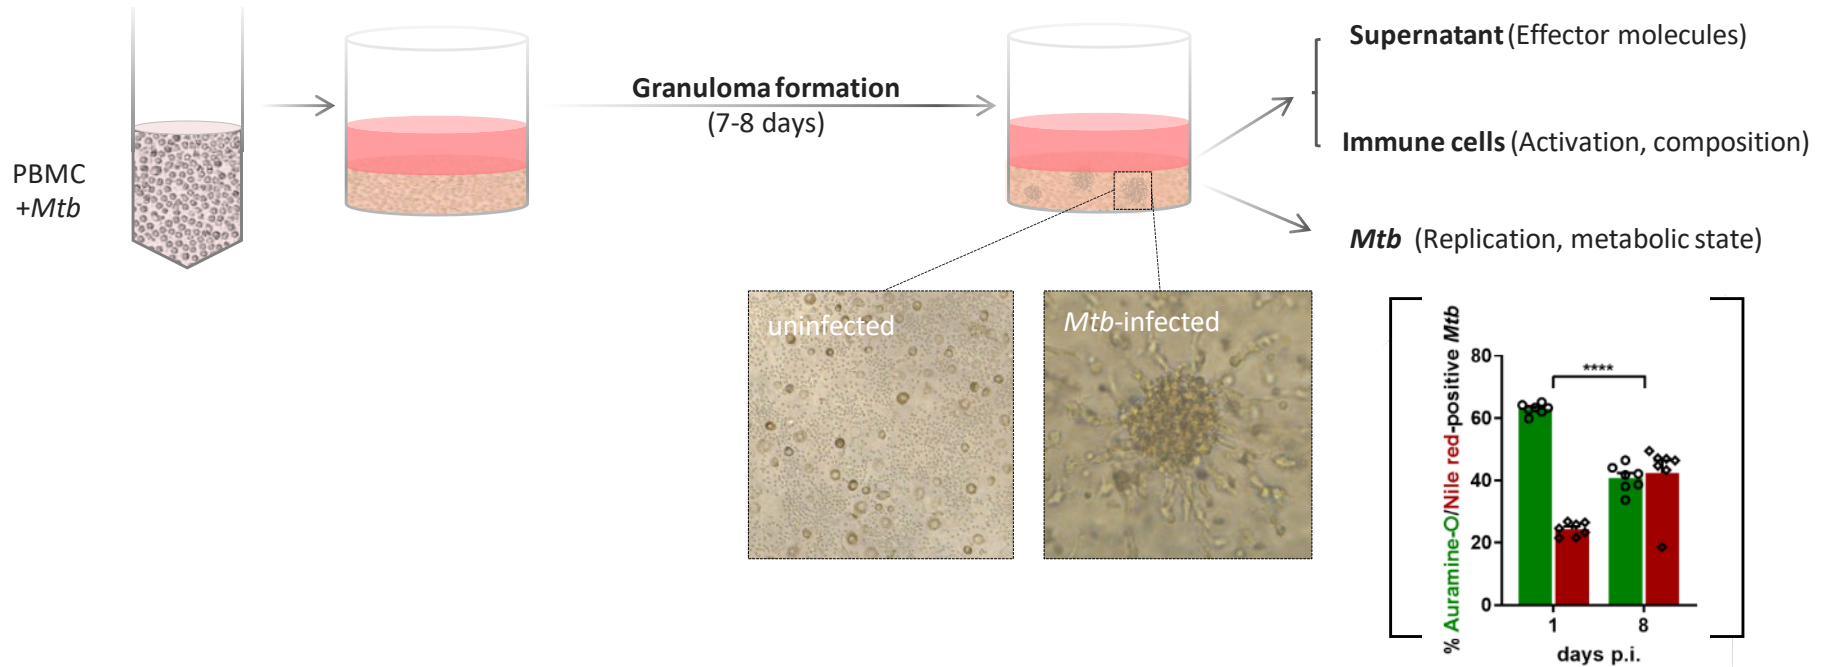 PBMC
+Mtb
Granuloma formation
(7-8 days)
Supernatant (Effector molecules)
Immune cells (Activation, composition)
Mtb (Replication, metabolic state)
uninfected
Mtb-infected
% Auramine-O/Nile red-positive Mtb
80
60
40
20
0
****
1 8
days p.i.